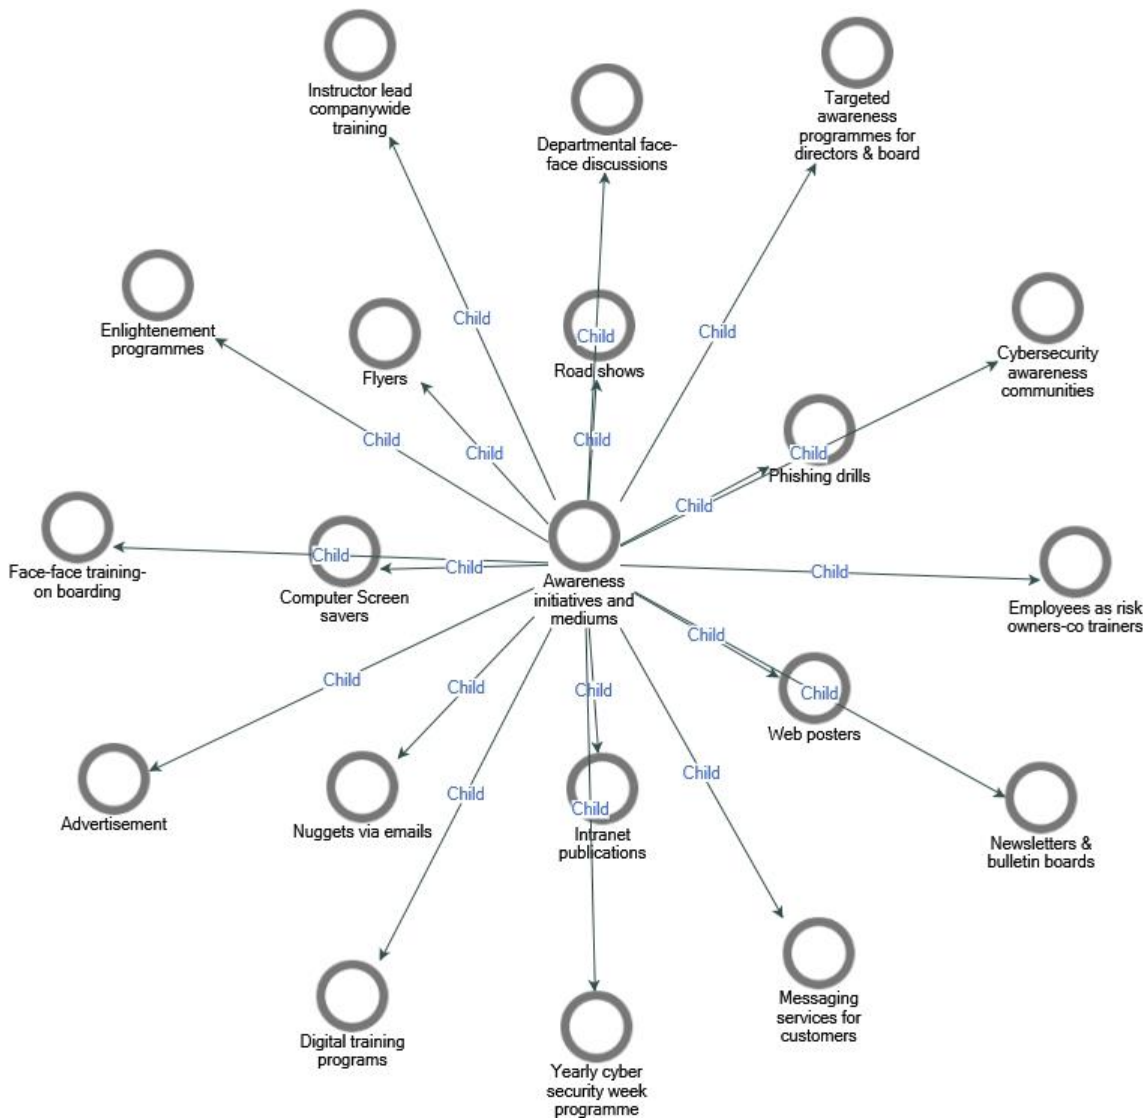 Instructor lead
companywide
training
Departmental face-
face discussions
Targeted
awareness
programmes for
directors & board
Enlightenement
programmes
Child
Flyers
Child
Road shows
Child
Cybersecurity
awareness
communities
Child
Child
Child
Child
Phishing drills
Child
Child
Face-face training-
on boarding
Child
Computer Screen
savers
Child
Awareness
initiatives and
mediums
Child
Employees as risk
owners-co trainers
Child
Child
Child
Child
Child
Web posters
Advertisement
Child
Nuggets via emails
Child
Child
Intranet
publications
Newsletters &
bulletin boards
Digital training
programs
Yearly cyber
security week
programme
Messaging
services for
customers